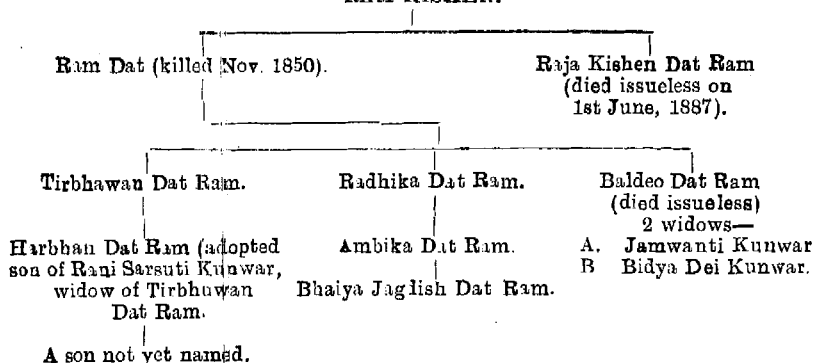 Ram Dat (killed Nov. 1850).
Raja Kishen Dat Ram
(died issueless on
1st June, 1887).
Tirbhawan Dat Ram.
Radhika Dat Ram.
Baldeo Dat Ram
(died issueless)
2 widows—
A. Jamwanti Kunwar
B Bidya Dei Kunwar.
Harbhan Dat Ram (adopted
son of Rani Sarsuti Kunwar,
widow of Tirbhuwan
Dat Ram.
Ambika Dat Ram.
Bhaiya Jaglish Dat Ram.
A son not yet named.